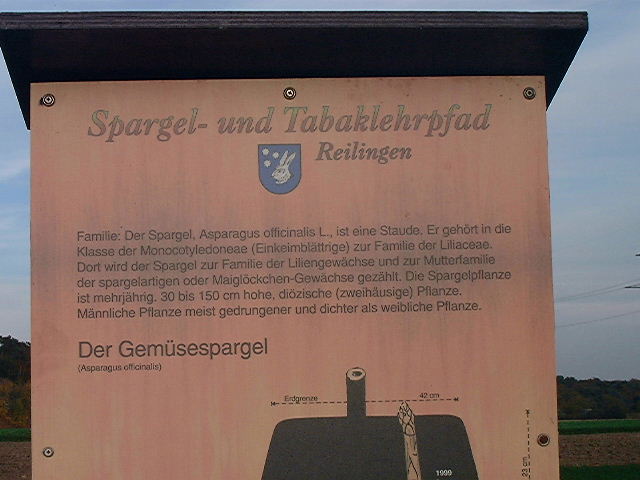 Spargel- und Tabaklehrpfad
Reilingen
Familie: Der Spargel, Asparagus officinalis L., ist eine Staude. Er gehört in die
Klasse der Monocotyledoneae (Einkeimblättrige) zur Familie der Liliaceae.
Dort wird der Spargel zur Familie der Liliengewächse und zur Mutterfamilie
der spargelartigen oder Maiglöckchen-Gewächse gezählt. Die Spargelpflanze
ist mehrjährig. 30 bis 150 cm hohe, diözische (zweihäusige) Pflanze.
Männliche Pflanze meist gedrungener und dichter als weibliche Pflanze.
Der Gemüsespargel
(Asparagus officinalis)
Erdgrenze
42 cm
1999
23 cm